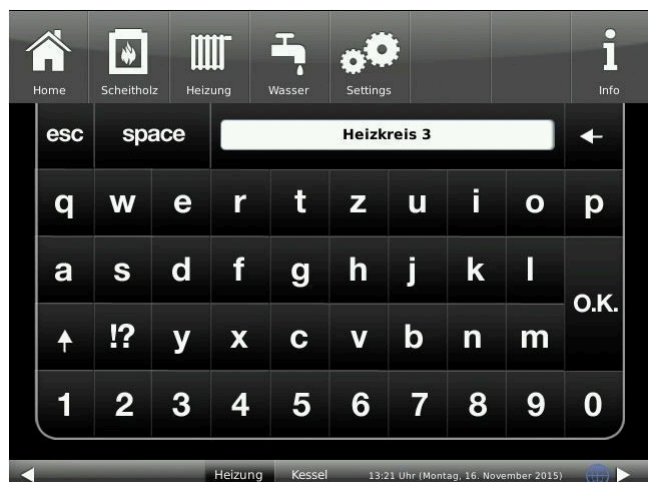 Home Scheitholz Heizung Wasser Settings Info
esc space Heizkreis 3
q w e r t z u i o p
a s d f g h j k l
O.K.
!? y x c v b n m
1 2 3 4 5 6 7 8 9 0
Heizung Kessel 13:21 Uhr (Montag, 16. November 2015)